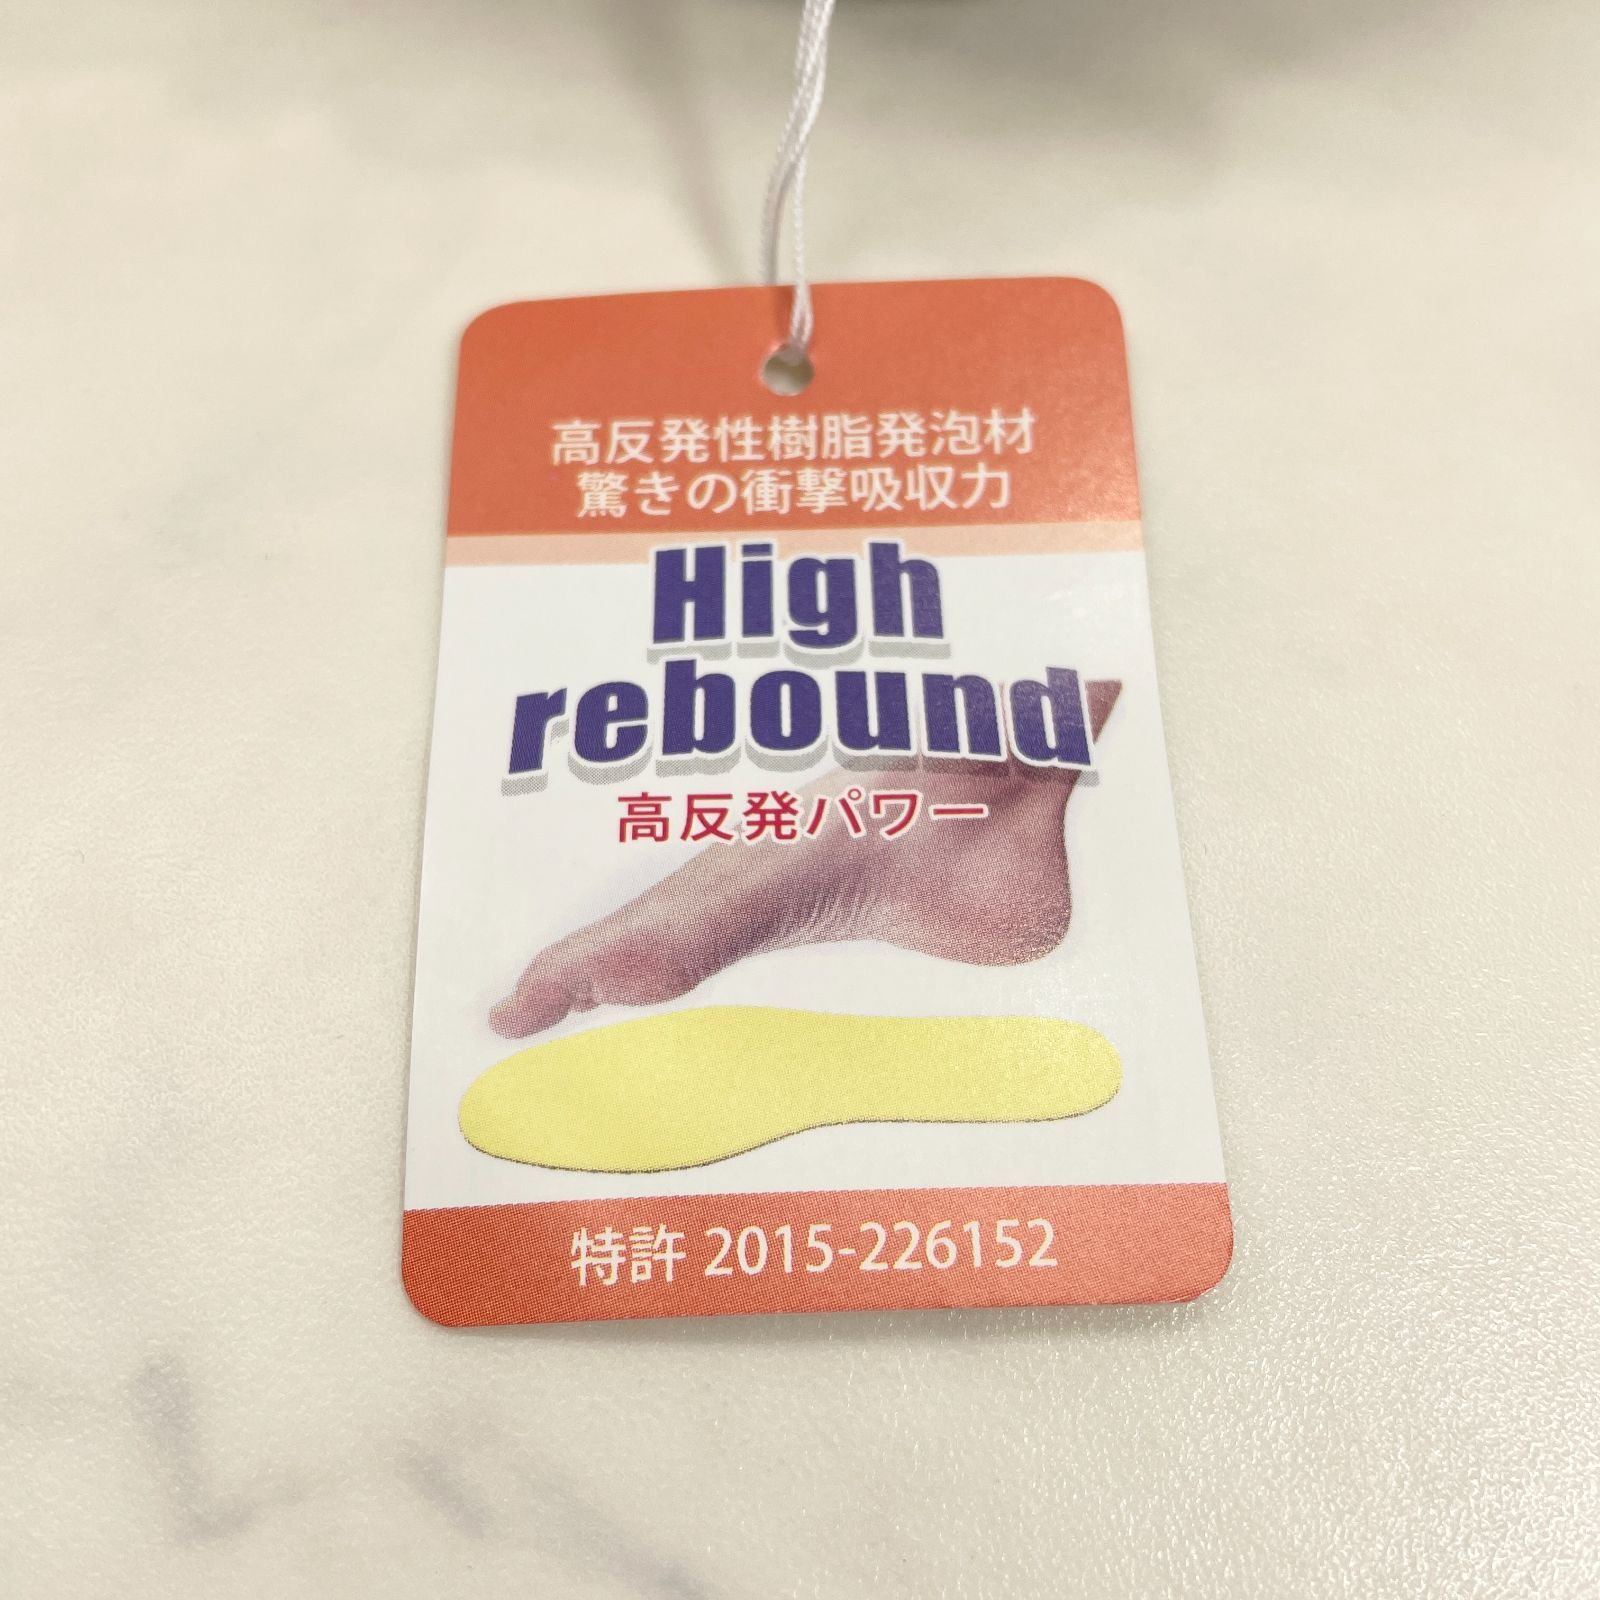 高反発性樹脂発泡材
驚きの衝撃吸収力
High
rebound
高反発パワー
特許 2015-226152